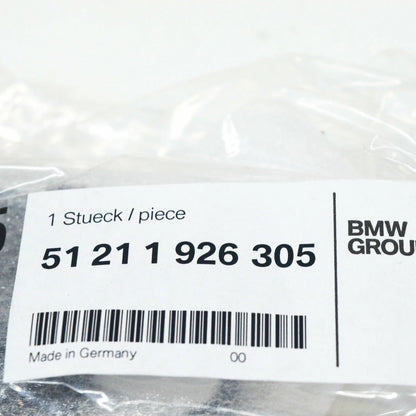 1 Stueck / piece
51 21 1 926 305
BMW
GROUP
Made in Germany 00